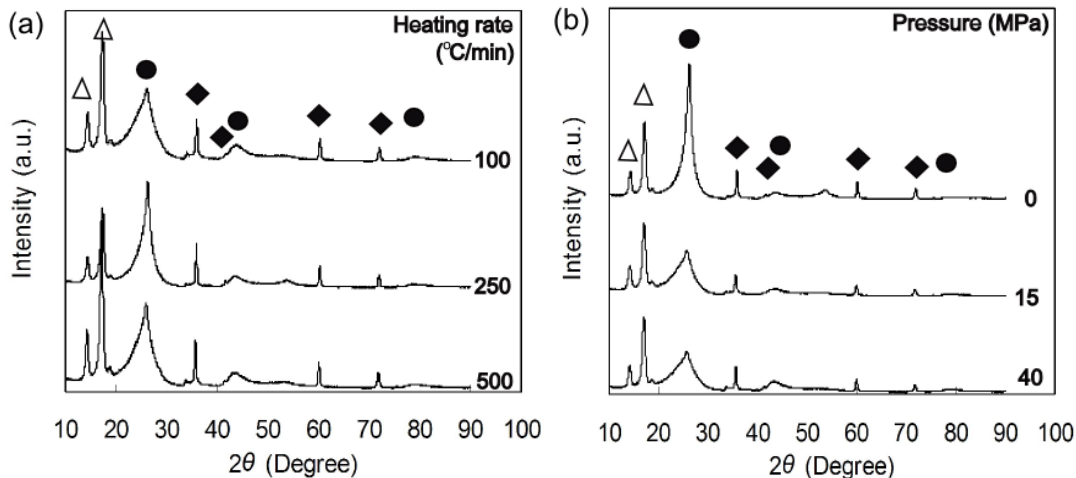 (a)
Heating rate
(°C/min)
Intensity (a.u.)
100
250
500
10 20 30 40 50 60 70 80 90 100
2θ (Degree)
(b)
Pressure (MPa)
Intensity (a.u.)
0
15
40
10 20 30 40 50 60 70 80 90 100
2θ (Degree)